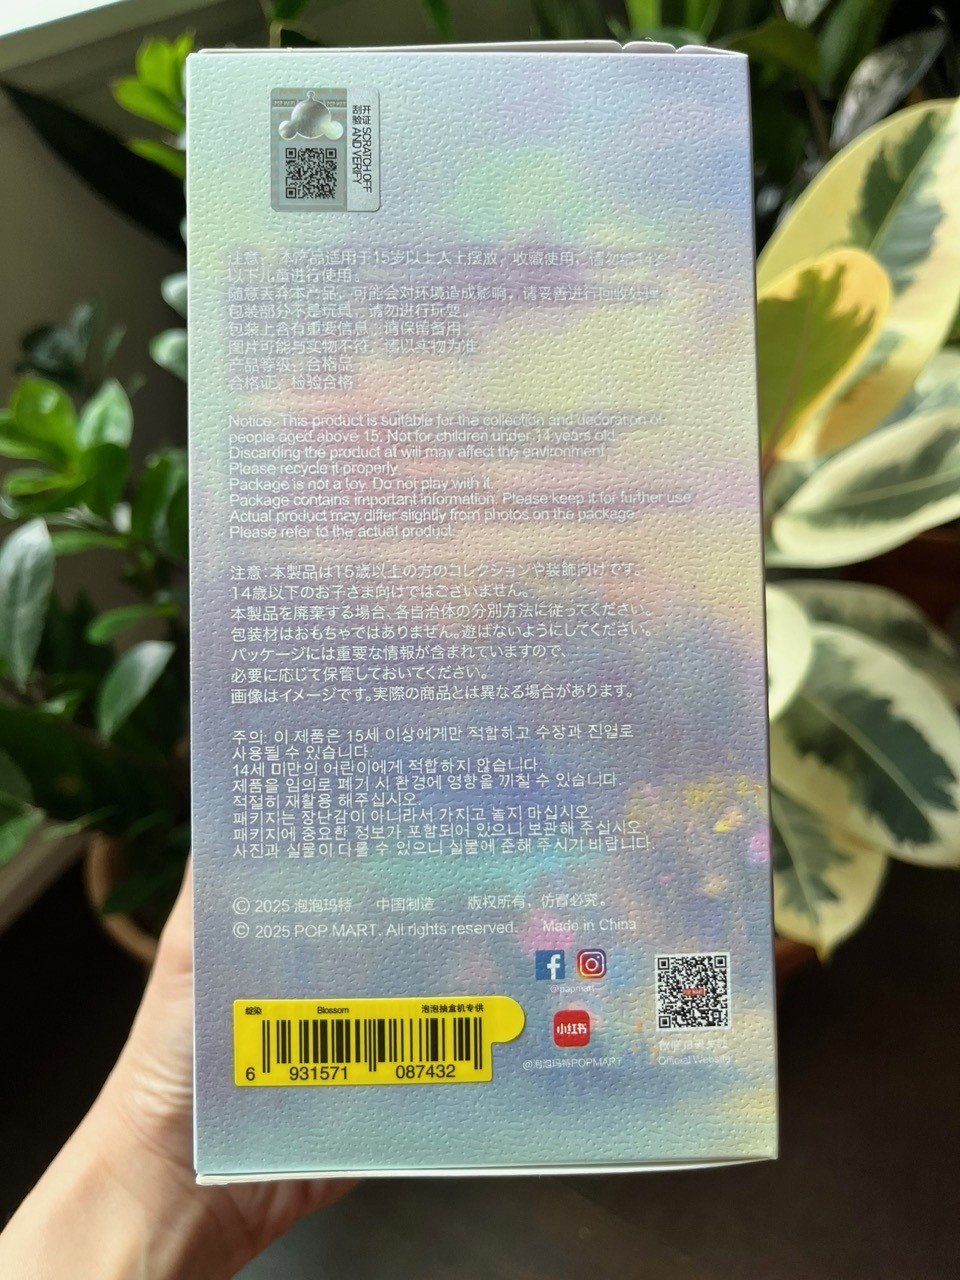 POP MART POP MART
开证 SCRATCH OFF
刮验 AND VERIFY
注意： 本产品适用于15岁以上人士摆放，收藏使用，请勿给14岁
以下儿童进行使用。
随意丢弃本产品，可能会对环境造成影响，请妥善进行回收处理。
包装部分不是玩具，请勿进行玩耍。
包装上含有重要信息，请保留备用
图片可能与实物不符，请以实物为准
产品等级：合格品
合格证：检验合格
Notice: This product is suitable for the collection and decoration of
people aged above 15. Not for children under 14 years old.
Discarding the product at will may affect the environment.
Please recycle it properly.
Package is not a toy. Do not play with it.
Package contains important information. Please keep it for further use
Actual product may differ slightly from photos on the package.
Please refer to the actual product.
注意：本製品は15歳以上の方のコレクションや装飾向けです。
14歳以下のお子さま向けではございません。
本製品を廃棄する場合、各自治体の分別方法に従ってください。
包装材はおもちゃではありません。遊ばないようにしてください。
パッケージには重要な情報が含まれていますので、
必要に応じて保管しておいてください。
画像はイメージです。実際の商品とは異なる場合があります。
주의: 이 제품은 15세 이상에게만 적합하고 수장과 진열로
사용될 수 있습니다.
14세 미만의 어린이에게 적합하지 않습니다.
제품을 임의로 폐기 시 환경에 영향을 끼칠 수 있습니다.
적절히 재활용 해주십시오.
패키지는 장난감이 아니라서 가지고 놀지 마십시오.
패키지에 중요한 정보가 포함되어 있으니 보관해 주십시오.
사진과 실물이 다를 수 있으니 실물에 준해 주시기 바랍니다.
© 2025 泡泡玛特 中国制造 版权所有，仿冒必究。
© 2025 POP MART. All rights reserved. Made in China
@popmart
小红书
@泡泡玛特POPMART
POP MART
Official Website
绽染 Blossom 泡泡抽盒机专供
6 931571 087432